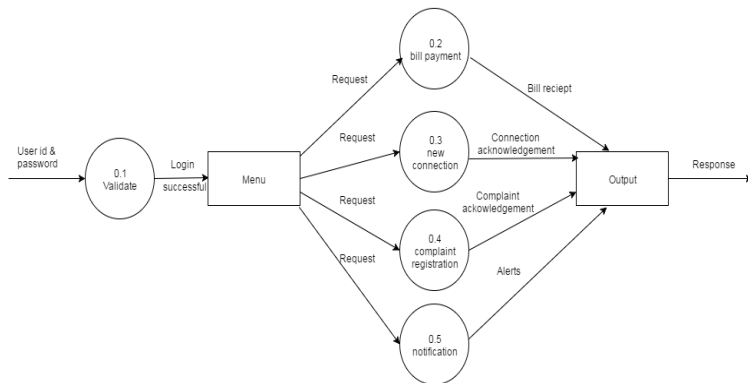 0.2
bill payment
Request
Bill reciept
User id &
password
0.1
Validate
Login
successful
Menu
Request
0.3
new
connection
Connection
acknowledgement
Output
Response
Request
0.4
complaint
registration
Complaint
ackowledgement
Request
Alerts
0.5
notification